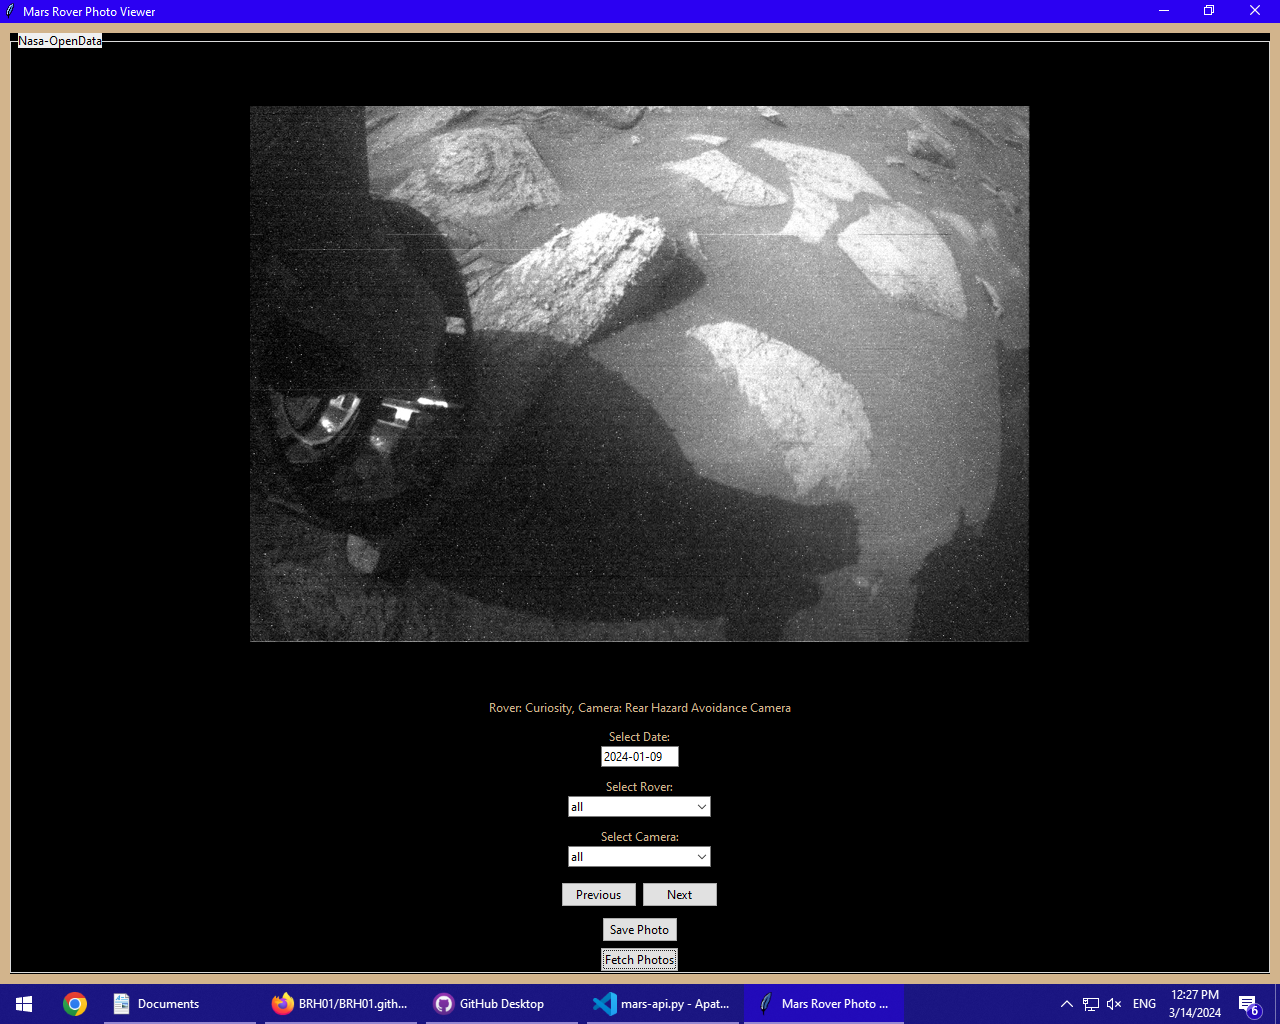 Mars Rover Photo Viewer
Nasa-OpenData
Rover: Curiosity, Camera: Rear Hazard Avoidance Camera
Select Date:
2024-01-09
Select Rover:
all
Select Camera:
all
Previous Next
Save Photo
Fetch Photos
Documents BRH01/BRH01.gith... GitHub Desktop mars-api.py - Apat... Mars Rover Photo ... ENG 12:27 PM
3/14/2024 6